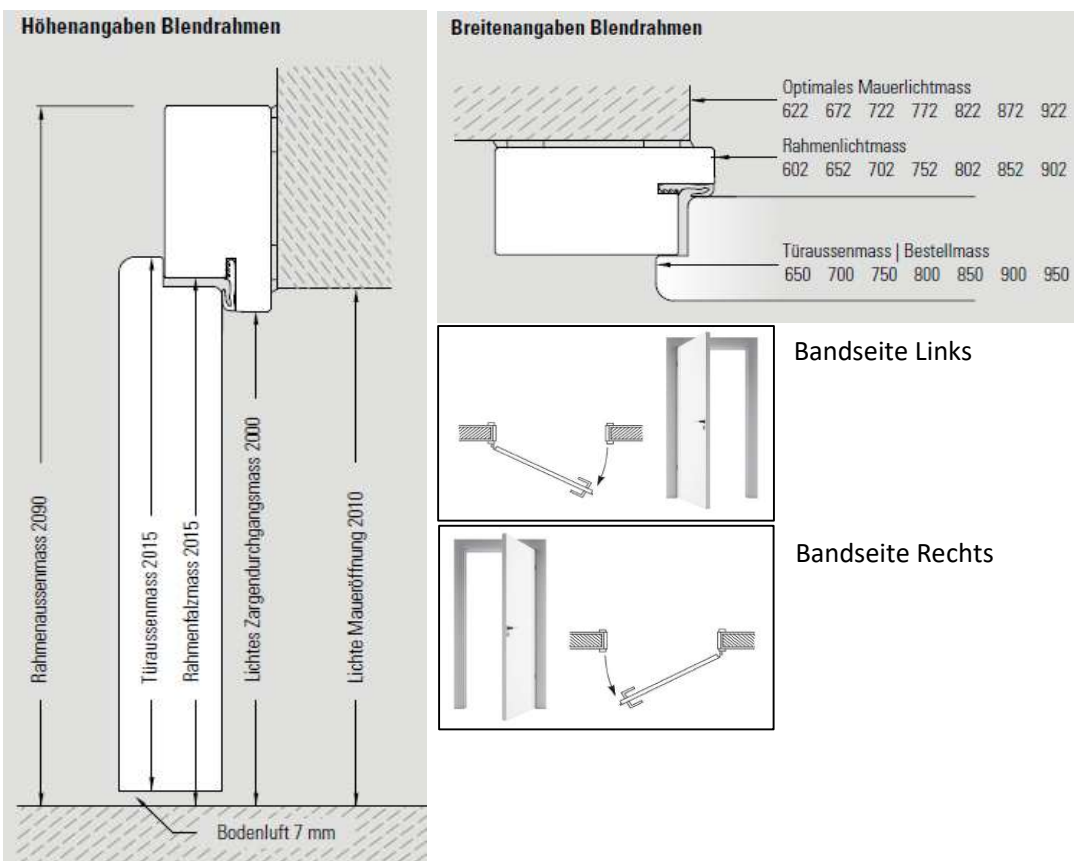 Höhenangaben Blendrahmen
Rahmenaussenmass 2090
Türaussenmass 2015
Rahmenfalzmass 2015
Lichtes Zargendurchgangsmass 2000
Lichte Maueröffnung 2010
Bodenluft 7 mm
Breitenangaben Blendrahmen
Optimales Mauerlichtmass
622 672 722 772 822 872 922
Rahmenlichtmass
602 652 702 752 802 852 902
Türaussenmass | Bestellmass
650 700 750 800 850 900 950
Bandseite Links
Bandseite Rechts